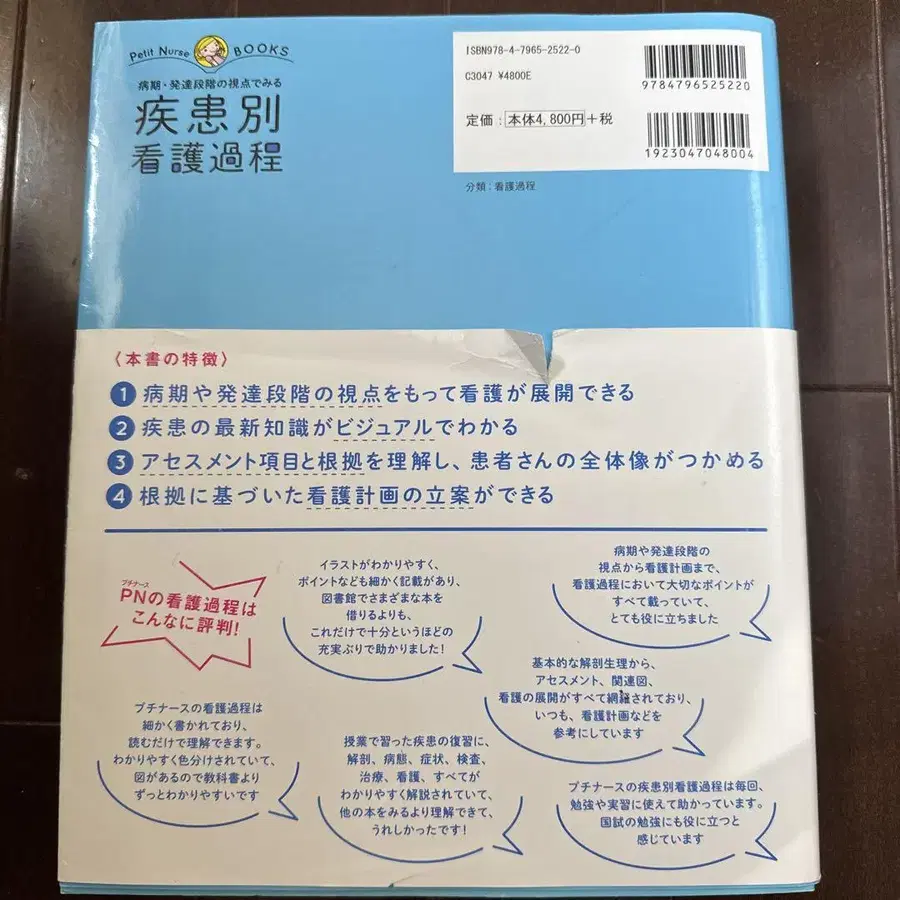 Petit Nurse BOOKS
病期・発達段階の視点でみる
疾患別
看護過程
ISBN978-4-7965-2522-0
C3047 ¥4800E
定価：本体4,800円＋税
9784796525220
1923047048004
分類：看護過程
〈本書の特徴〉
1 病期や発達段階の視点をもって看護が展開できる
2 疾患の最新知識がビジュアルでわかる
3 アセスメント項目と根拠を理解し、患者さんの全体像がつかめる
4 根拠に基づいた看護計画の立案ができる
プチナース
PNの看護過程は
こんなに評判！
イラストがわかりやすく、
ポイントなども細かく記載があり、
図書館でさまざまな本を
借りるよりも、
これだけで十分というほどの
充実ぶりで助かりました！
病期や発達段階の
視点から看護計画まで、
看護過程において大切なポイントが
すべて載っていて、
とても役に立ちました
基本的な解剖生理から、
アセスメント、関連図、
看護の展開がすべて網羅されており、
いつも、看護計画などを
参考にしています
プチナースの看護過程は
細かく書かれており、
読むだけで理解できます。
わかりやすく色分けされていて、
図があるので教科書より
ずっとわかりやすいです
授業で習った疾患の復習に、
解剖、病態、症状、検査、
治療、看護、すべてが
わかりやすく解説されていて、
他の本をみるより理解できて、
うれしかったです！
プチナースの疾患別看護過程は毎回、
勉強や実習に使えて助かっています。
国試の勉強にも役に立つと
感じています